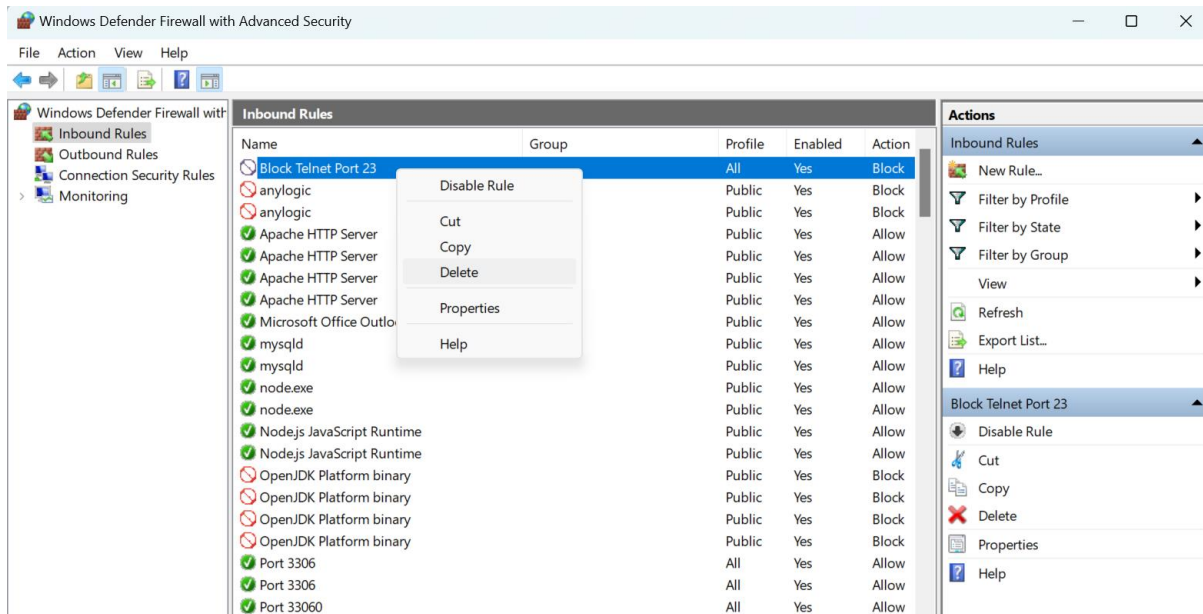 Windows Defender Firewall with Advanced Security
File Action View Help
Windows Defender Firewall with
Inbound Rules
Outbound Rules
Connection Security Rules
Monitoring
Inbound Rules
Name Group Profile Enabled Action
Block Telnet Port 23 All Yes Block
anylogic Public Yes Block
anylogic Public Yes Block
Apache HTTP Server Public Yes Allow
Apache HTTP Server Public Yes Allow
Apache HTTP Server Public Yes Allow
Apache HTTP Server Public Yes Allow
Microsoft Office Outlo Public Yes Allow
mysqld Public Yes Allow
mysqld Public Yes Allow
node.exe Public Yes Allow
node.exe Public Yes Allow
Node.js JavaScript Runtime Public Yes Allow
Node.js JavaScript Runtime Public Yes Allow
OpenJDK Platform binary Public Yes Block
OpenJDK Platform binary Public Yes Block
OpenJDK Platform binary Public Yes Block
OpenJDK Platform binary Public Yes Block
Port 3306 All Yes Allow
Port 3306 All Yes Allow
Port 33060 All Yes Allow
Disable Rule
Cut
Copy
Delete
Properties
Help
Actions
Inbound Rules
New Rule...
Filter by Profile
Filter by State
Filter by Group
View
Refresh
Export List...
Help
Block Telnet Port 23
Disable Rule
Cut
Copy
Delete
Properties
Help